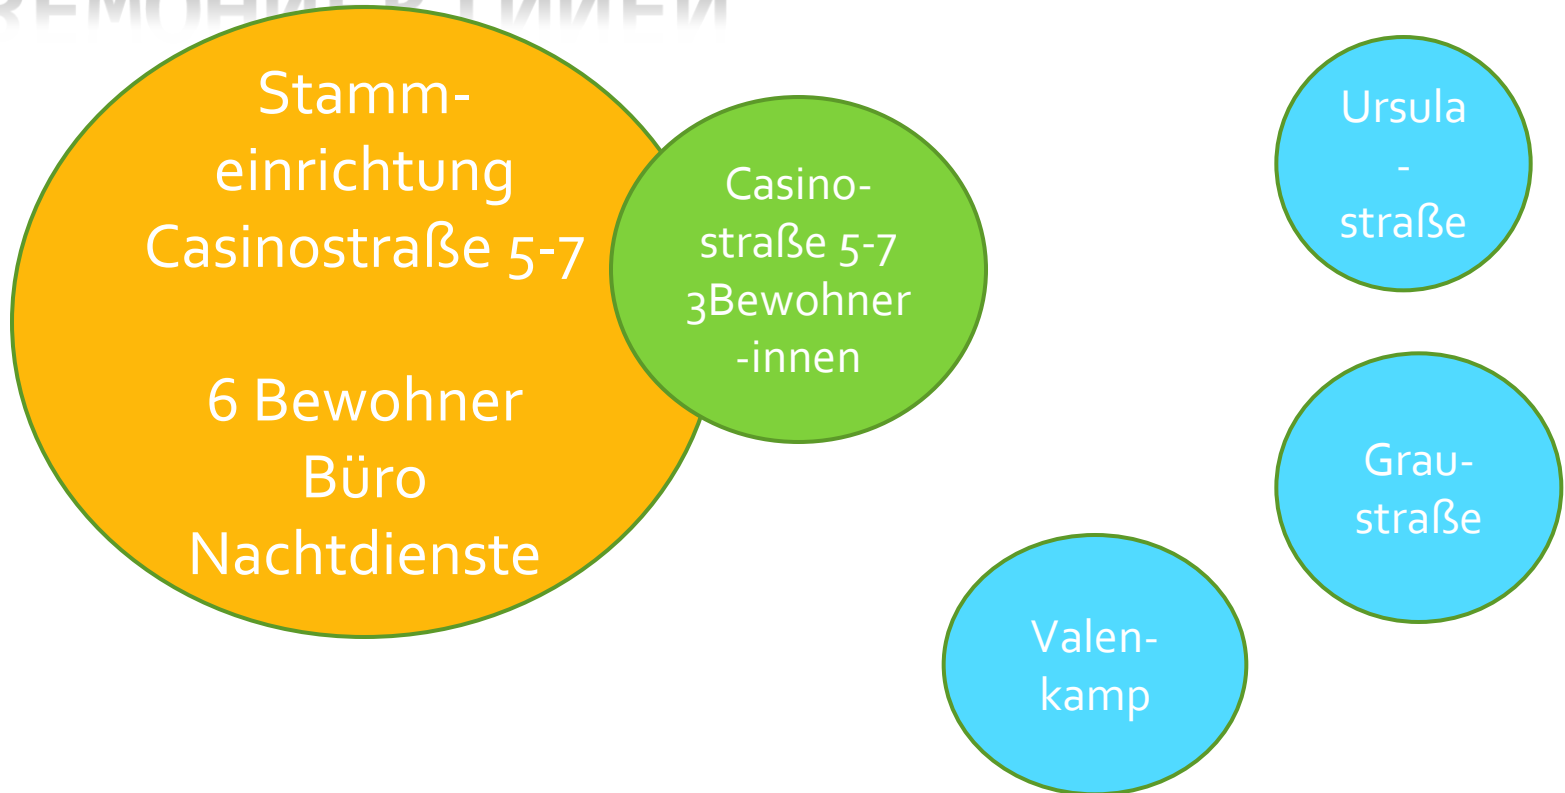 Stamm-
einrichtung
Casinostraße 5-7
6 Bewohner
Büro
Nachtdienste
Casino-
straße 5-7
3Bewohner
-innen
Ursula
-
straße
Grau-
straße
Valen-
kamp